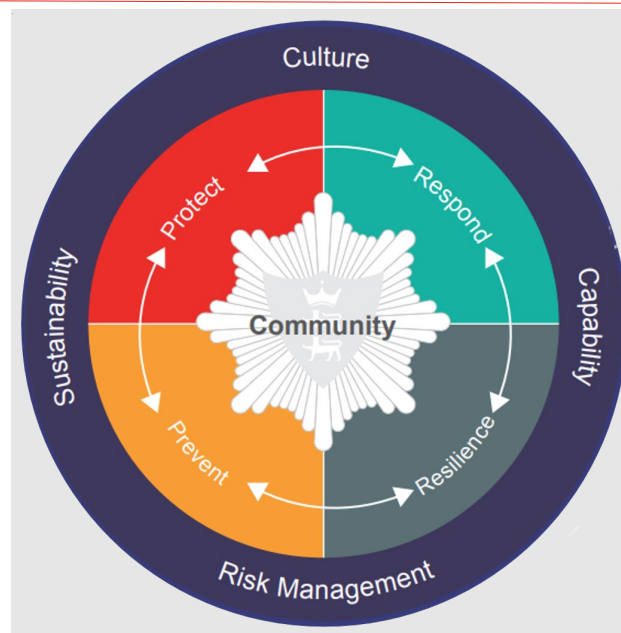 Culture
Protect
Respond
Sustainability
Community
Capability
Prevent
Resilience
Risk Management